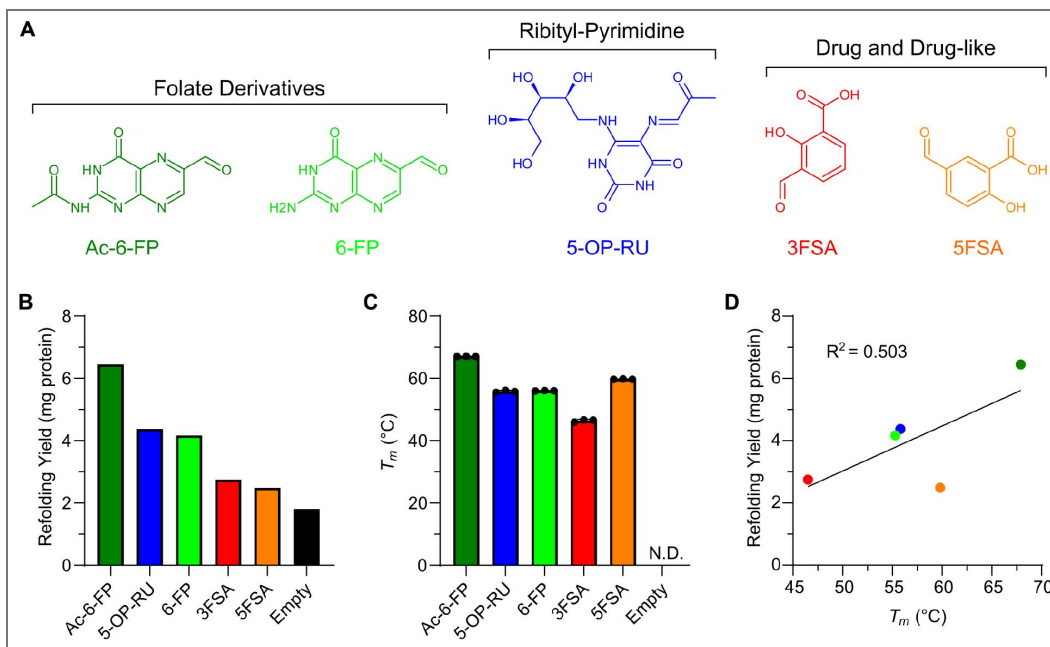 A
Folate Derivatives
Ribityl-Pyrimidine
Drug and Drug-like
O
HN
N
O
O
NH
N
N
Ac-6-FP
O
HN
N
O
H2N
N
N
6-FP
HO
OH
HO
HO
NH
N
O
HN
O
O
NH
5-OP-RU
O
OH
HO
O
3FSA
O
O
OH
OH
5FSA
B
Refolding Yield (mg protein)
8
6
4
2
0
Ac-6-FP
5-OP-RU
6-FP
3FSA
5FSA
Empty
C
Tm (°C)
80
60
40
20
0
N.D.
Ac-6-FP
5-OP-RU
6-FP
3FSA
5FSA
Empty
D
Refolding Yield (mg protein)
8
6
4
2
0
R² = 0.503
45 50 55 60 65 70
Tm (°C)